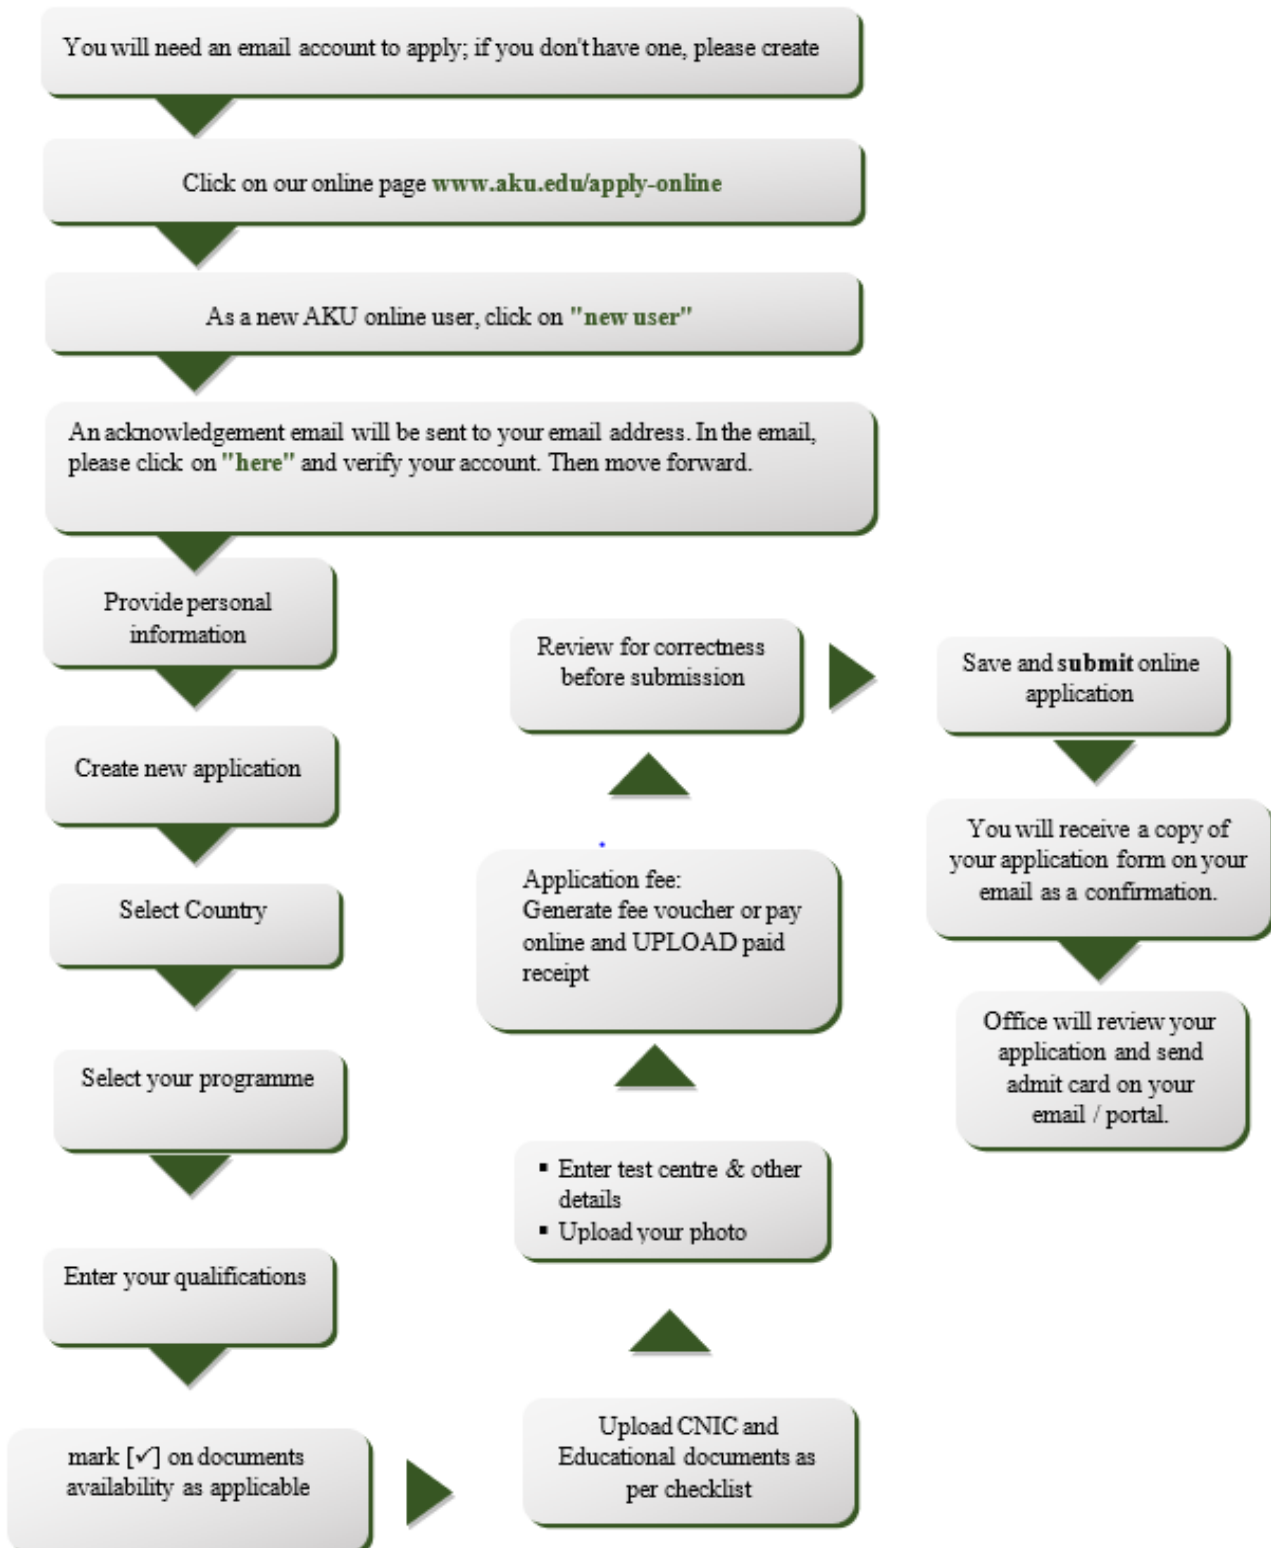 You will need an email account to apply; if you don't have one, please create
Click on our online page www.aku.edu/apply-online
As a new AKU online user, click on "new user"
An acknowledgement email will be sent to your email address. In the email,
please click on "here" and verify your account. Then move forward.
Provide personal
information
Create new application
Select Country
Select your programme
Enter your qualifications
mark [✓] on documents
availability as applicable
Upload CNIC and
Educational documents as
per checklist
▪ Enter test centre & other
details
▪ Upload your photo
Application fee:
Generate fee voucher or pay
online and UPLOAD paid
receipt
Review for correctness
before submission
Save and submit online
application
You will receive a copy of
your application form on your
email as a confirmation.
Office will review your
application and send
admit card on your
email / portal.